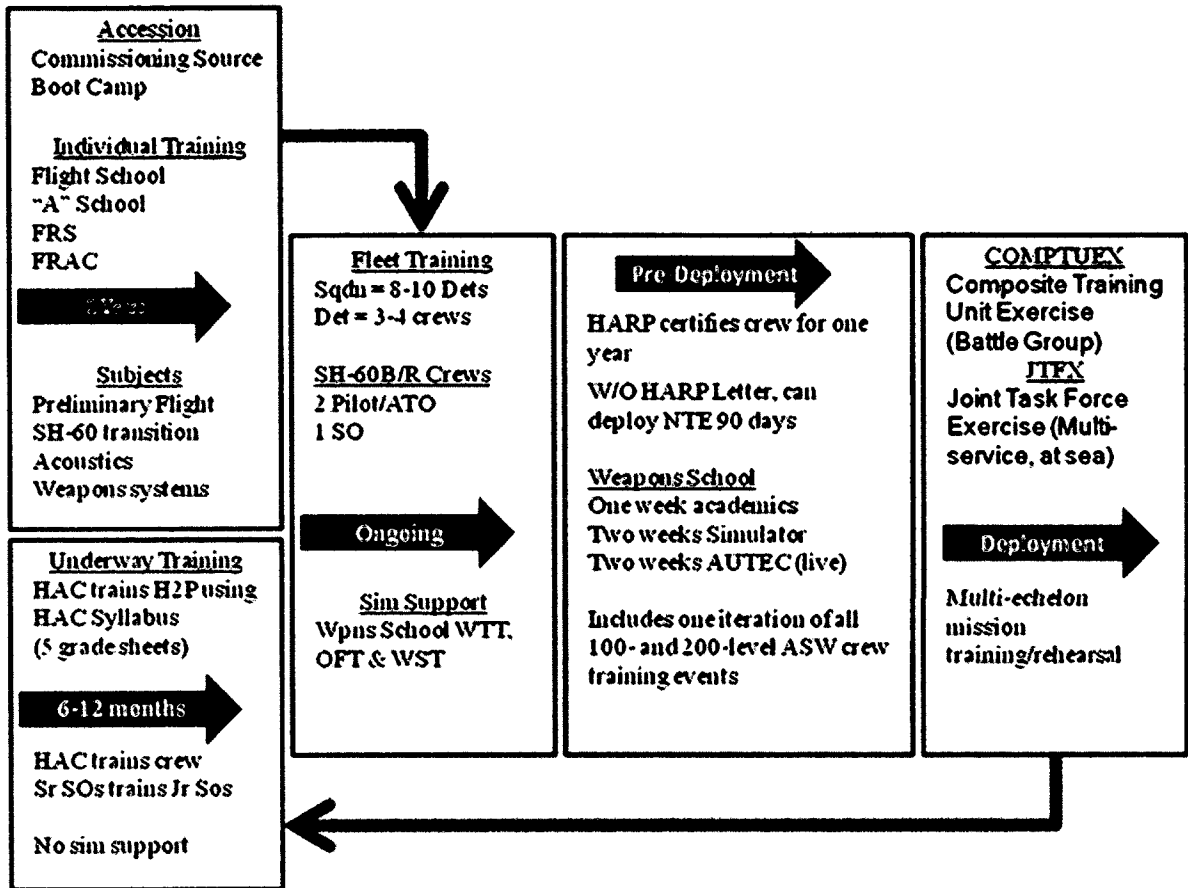 Accession
Commissioning Source
Boot Camp
Individual Training
Flight School
"A" School
FRS
FRAC
Subjects
Preliminary Flight
SH-60 transition
Acoustics
Weapons systems
Underway Training
HAC trains H2P using
HAC Syllabus
(5 grade sheets)
6-12 months
HAC trains crew
Sr SOs trains Jr Sos
No sim support
Fleet Training
Sqdn = 8-10 Dets
Det = 3-4 crews
SH-60B/R Crews
2 Pilot/ATO
1 SO
Ongoing
Sim Support
Wpns School WTT,
OFT & WST
Pre Deployment
HARP certifies crew for one
year
W/O HARP Letter, can
deploy NTE 90 days
Weapons School
One week academics
Two weeks Simulator
Two weeks AUTEC (live)
Includes one iteration of all
100- and 200-level ASW crew
training events
COMPTUEX
Composite Training
Unit Exercise
(Battle Group)
JTFX
Joint Task Force
Exercise (Multi-
service, at sea)
Deployment
Multi-echelon
mission
training/rehearsal